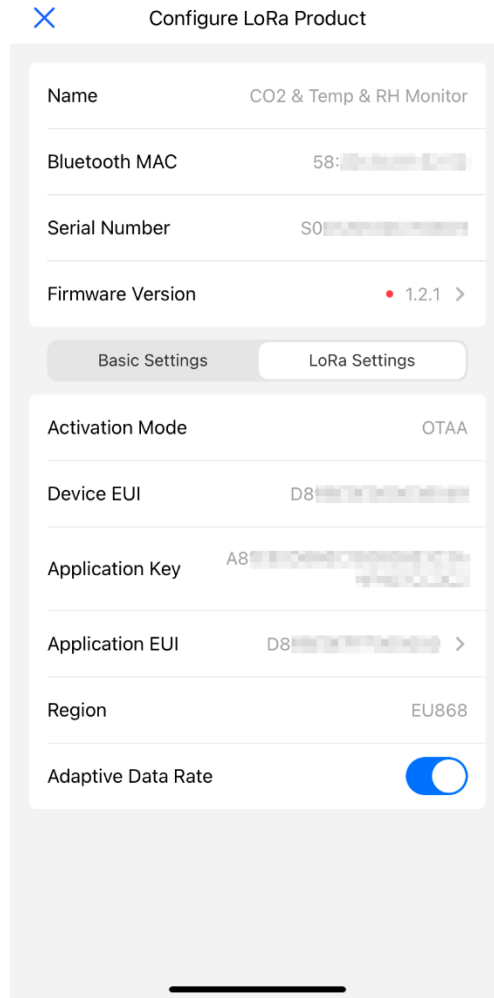 Configure LoRa Product
Name CO2 & Temp & RH Monitor
Bluetooth MAC 58:
Serial Number S0
Firmware Version 1.2.1
Basic Settings LoRa Settings
Activation Mode OTAA
Device EUI D8
Application Key A8
Application EUI D8
Region EU868
Adaptive Data Rate